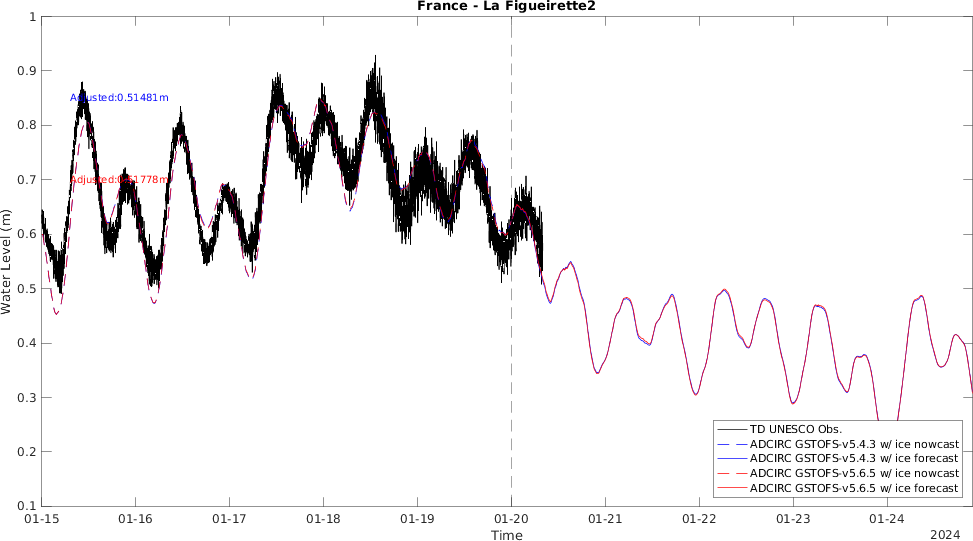 France - La Figueirette2
1
0.9
0.8
0.7
0.6
0.5
0.4
0.3
0.2
0.1
Water Level (m)
Adjusted:0.51481m
Adjusted:0.51778m
TD UNESCO Obs.
ADCIRC GSTOFS-v5.4.3 w/ ice nowcast
ADCIRC GSTOFS-v5.4.3 w/ ice forecast
ADCIRC GSTOFS-v5.6.5 w/ ice nowcast
ADCIRC GSTOFS-v5.6.5 w/ ice forecast
01-15 01-16 01-17 01-18 01-19 01-20 01-21 01-22 01-23 01-24
Time
2024